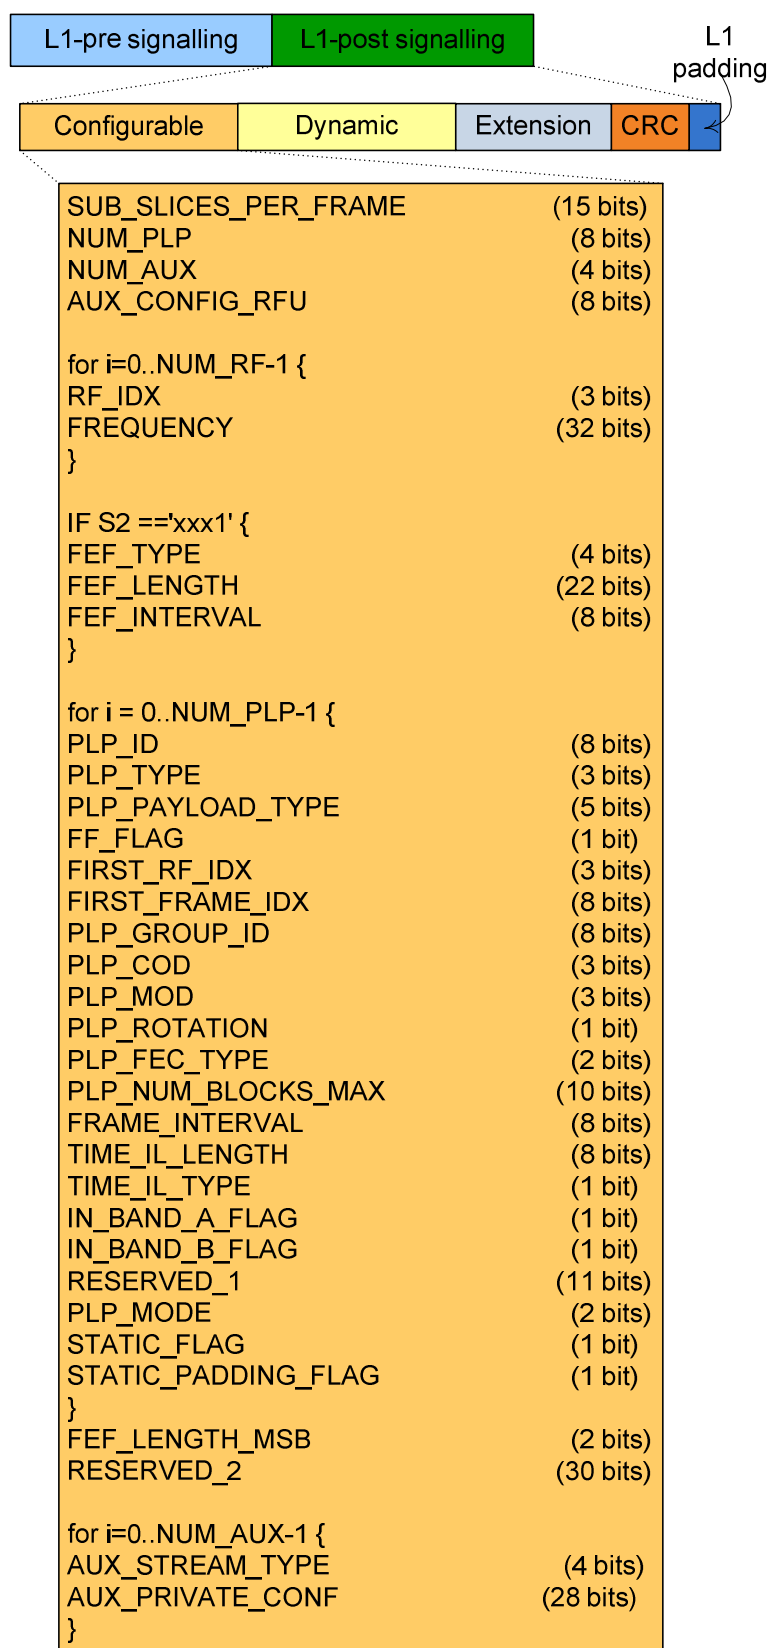 L1-pre signalling L1-post signalling
L1
padding
Configurable Dynamic Extension CRC
SUB_SLICES_PER_FRAME (15 bits)
NUM_PLP (8 bits)
NUM_AUX (4 bits)
AUX_CONFIG_RFU (8 bits)
for i=0..NUM_RF-1 {
RF_IDX (3 bits)
FREQUENCY (32 bits)
}
IF S2 =='xxx1' {
FEF_TYPE (4 bits)
FEF_LENGTH (22 bits)
FEF_INTERVAL (8 bits)
}
for i = 0..NUM_PLP-1 {
PLP_ID (8 bits)
PLP_TYPE (3 bits)
PLP_PAYLOAD_TYPE (5 bits)
FF_FLAG (1 bit)
FIRST_RF_IDX (3 bits)
FIRST_FRAME_IDX (8 bits)
PLP_GROUP_ID (8 bits)
PLP_COD (3 bits)
PLP_MOD (3 bits)
PLP_ROTATION (1 bit)
PLP_FEC_TYPE (2 bits)
PLP_NUM_BLOCKS_MAX (10 bits)
FRAME_INTERVAL (8 bits)
TIME_IL_LENGTH (8 bits)
TIME_IL_TYPE (1 bit)
IN_BAND_A_FLAG (1 bit)
IN_BAND_B_FLAG (1 bit)
RESERVED_1 (11 bits)
PLP_MODE (2 bits)
STATIC_FLAG (1 bit)
STATIC_PADDING_FLAG (1 bit)
}
FEF_LENGTH_MSB (2 bits)
RESERVED_2 (30 bits)
for i=0..NUM_AUX-1 {
AUX_STREAM_TYPE (4 bits)
AUX_PRIVATE_CONF (28 bits)
}